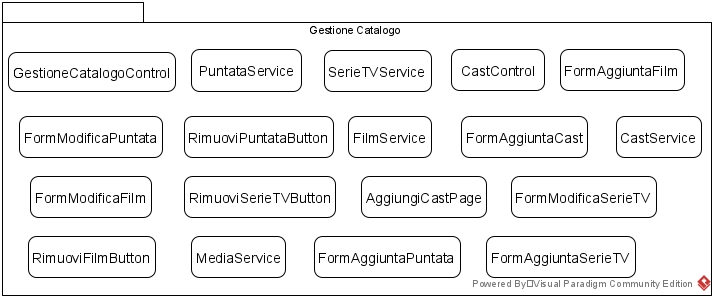 Gestione Catalogo
GestioneCatalogoControl
PuntataService
SerieTVService
CastControl
FormAggiuntaFilm
FormModificaPuntata
RimuoviPuntataButton
FilmService
FormAggiuntaCast
CastService
FormModificaFilm
RimuoviSerieTVButton
AggiungiCastPage
FormModificaSerieTV
RimuoviFilmButton
MediaService
FormAggiuntaPuntata
FormAggiuntaSerieTV
Powered By Visual Paradigm Community Edition